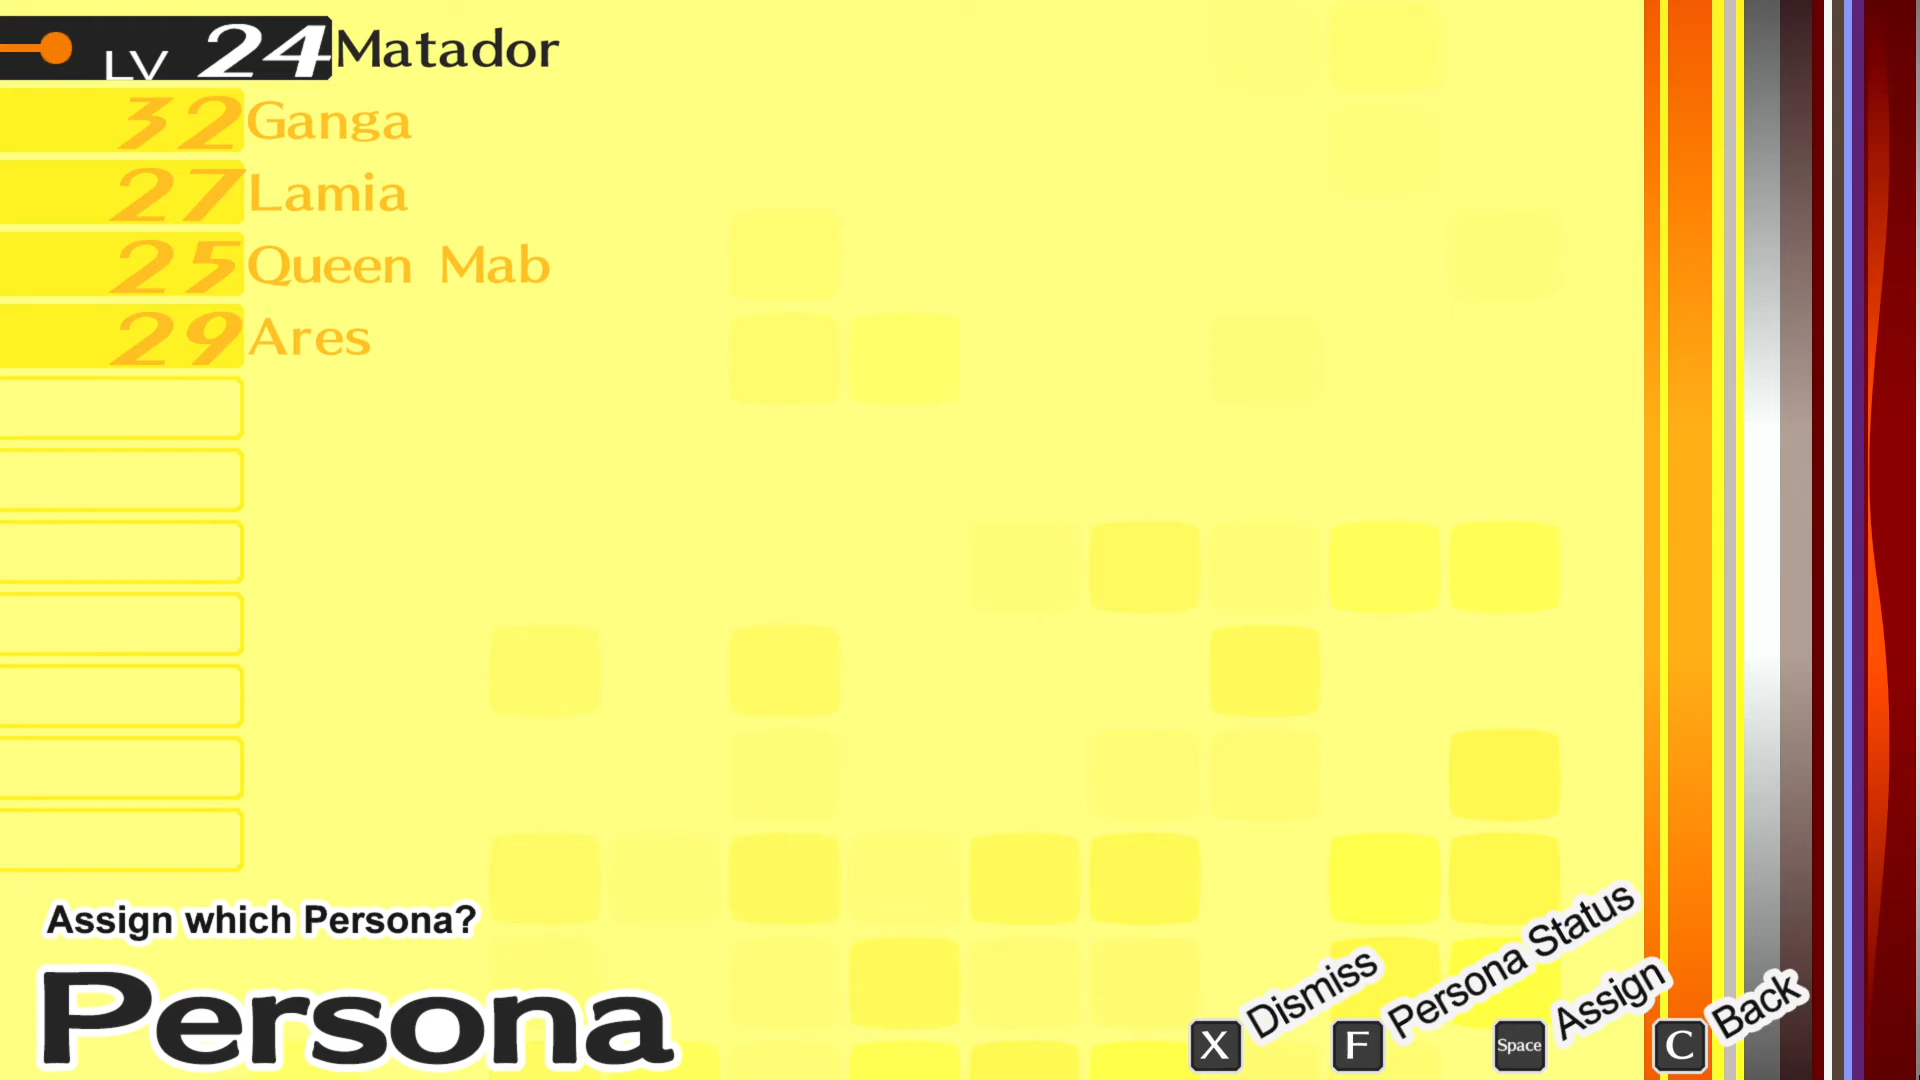 LV 24 Matador
32 Ganga
27 Lamia
25 Queen Mab
29 Ares
Assign which Persona?
Persona
X Dismiss
F Persona Status
Space Assign
C Back